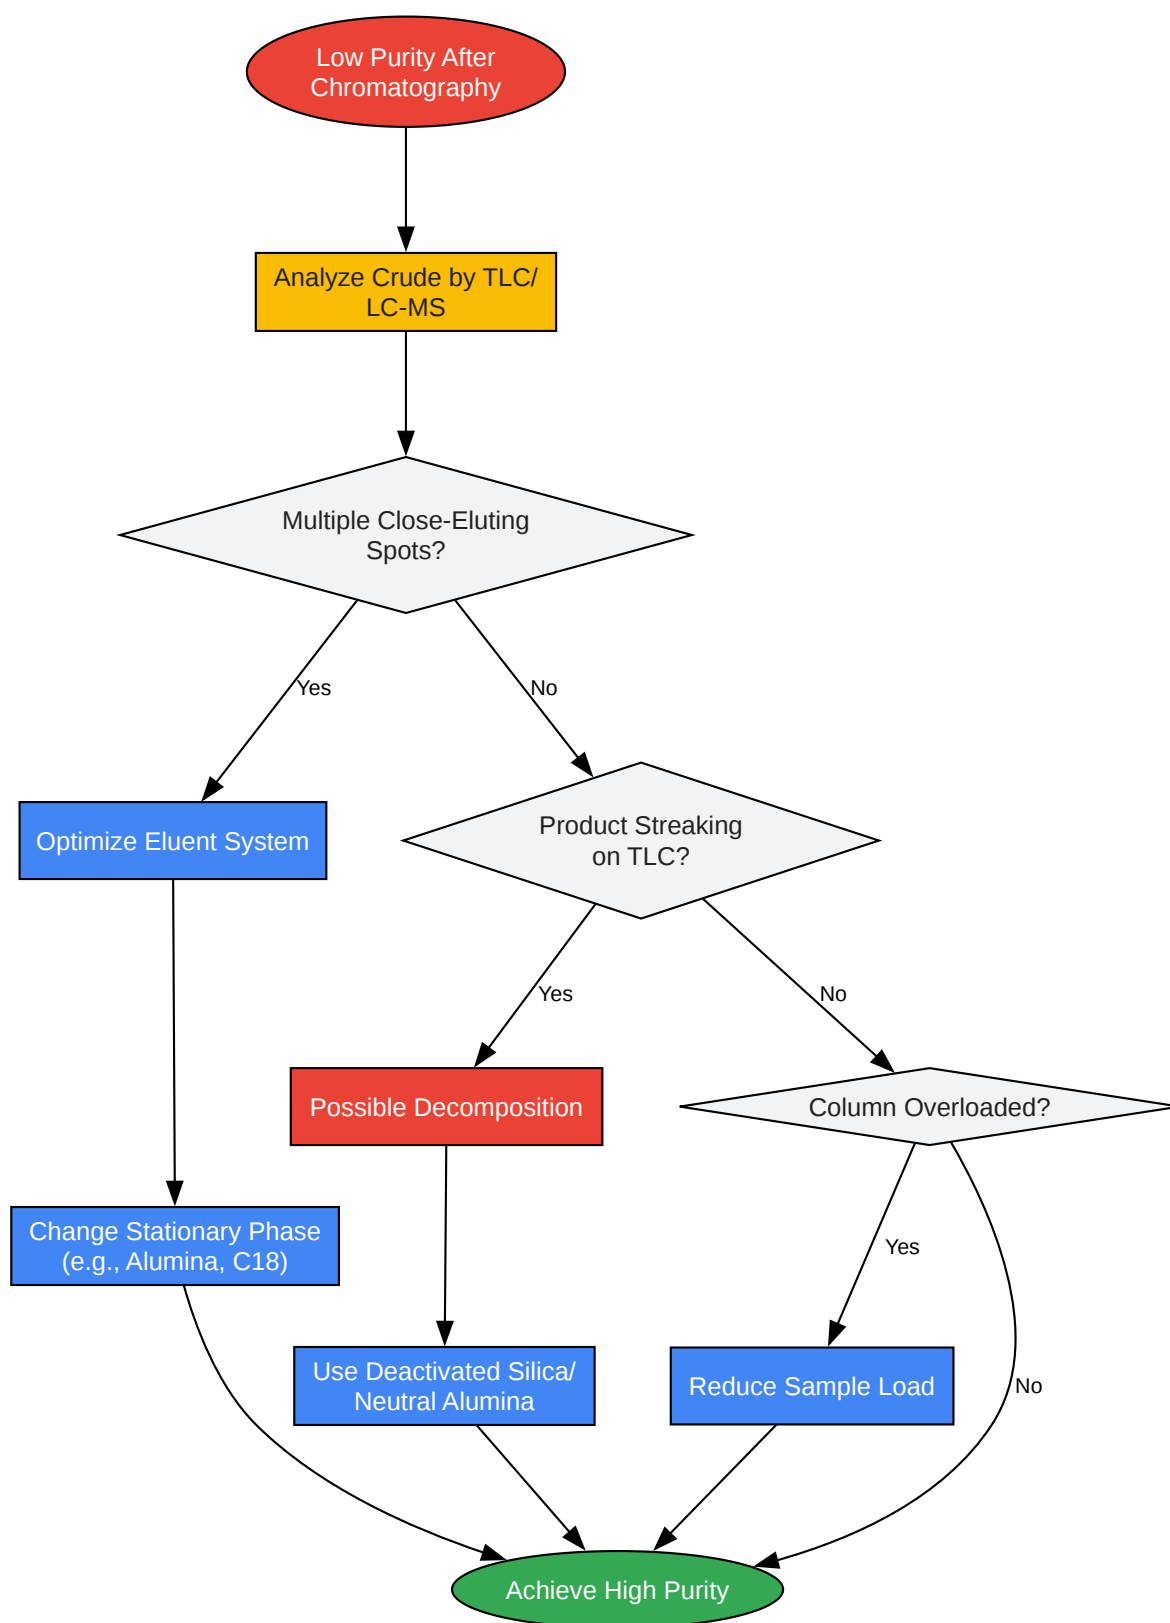 Low Purity After
Chromatography
Analyze Crude by TLC/
LC-MS
Multiple Close-Eluting
Spots?
Yes
No
Optimize Eluent System
Product Streaking
on TLC?
Yes
No
Possible Decomposition
Column Overloaded?
Change Stationary Phase
(e.g., Alumina, C18)
Yes
Use Deactivated Silica/
Neutral Alumina
Reduce Sample Load
No
Achieve High Purity